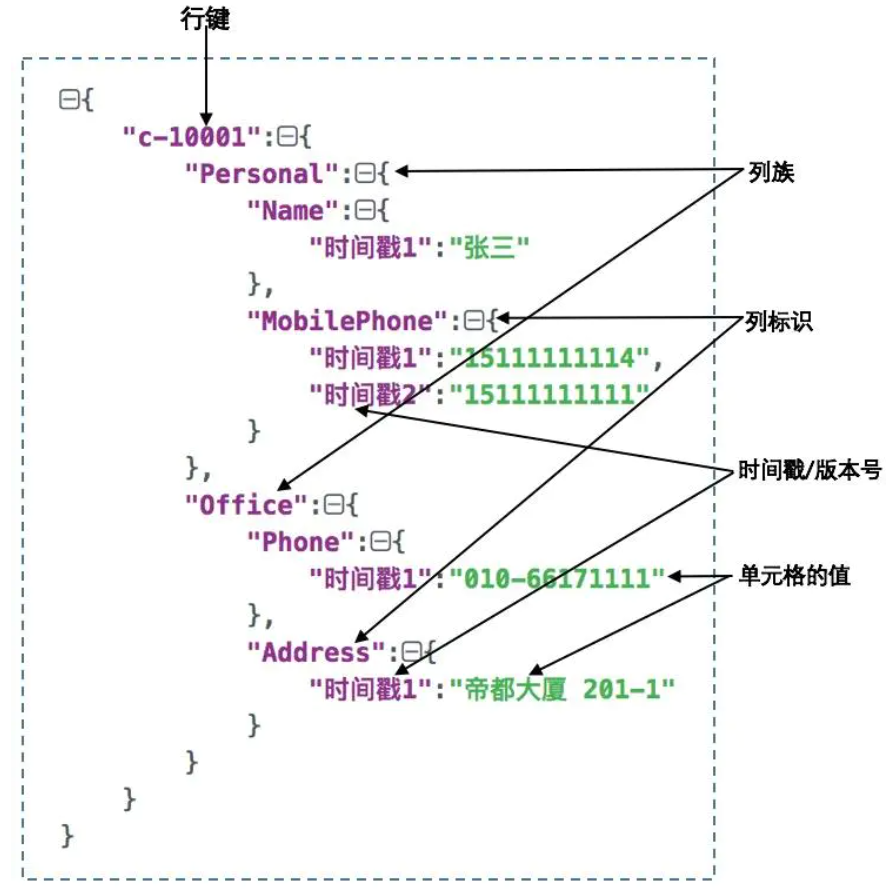 行键
{
"c-10001":{
"Personal":{
列族
"Name":{
"时间戳1":"张三"
},
"MobilePhone":{
列标识
"时间戳1":"15111111114",
"时间戳2":"15111111111"
}
时间戳/版本号
},
"Office":{
"Phone":{
"时间戳1":"010-66171111"
单元格的值
},
"Address":{
"时间戳1":"帝都大厦 201-1"
}
}
}
}